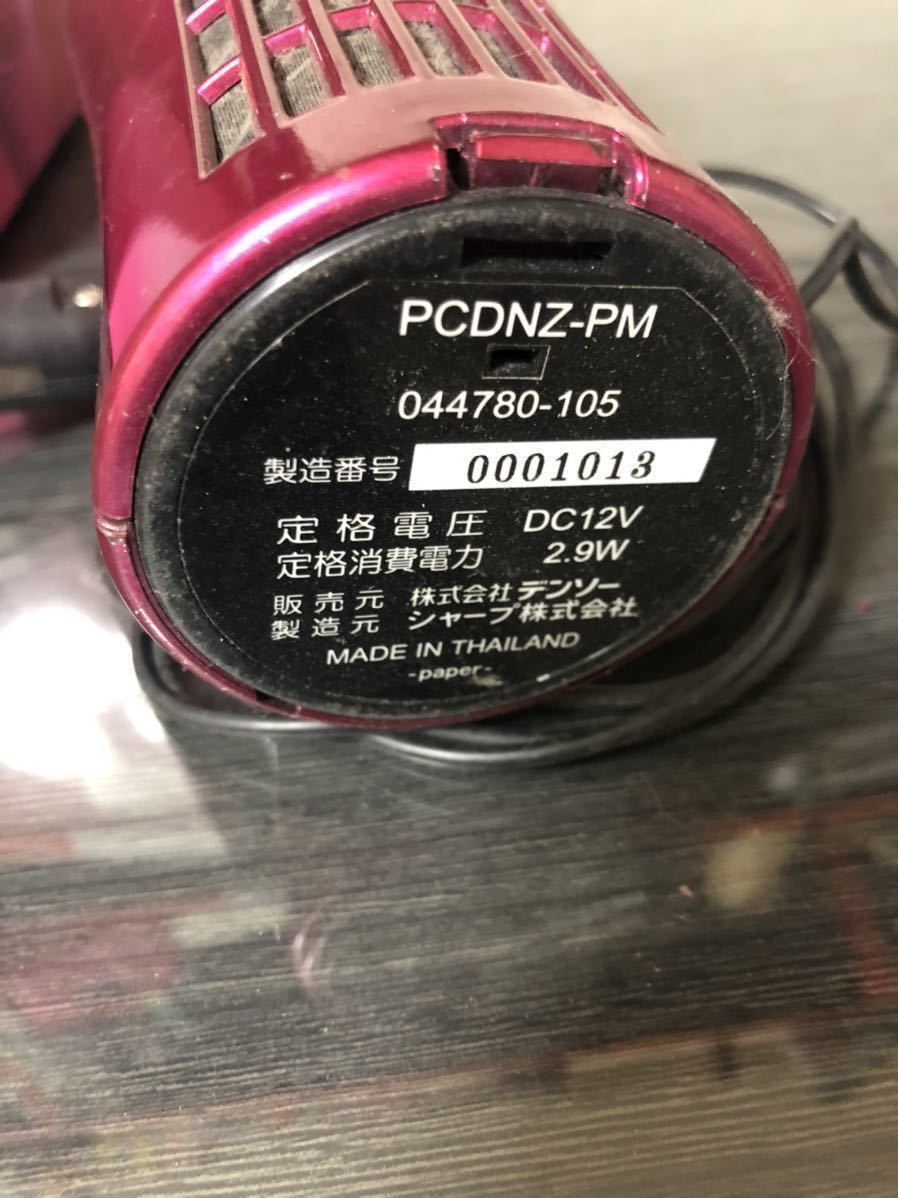 PCDNZ-PM
044780-105
製造番号 0001013
定格電圧 DC12V
定格消費電力 2.9W
販売元 株式会社デンソー
製造元 シャープ株式会社
MADE IN THAILAND
-paper-